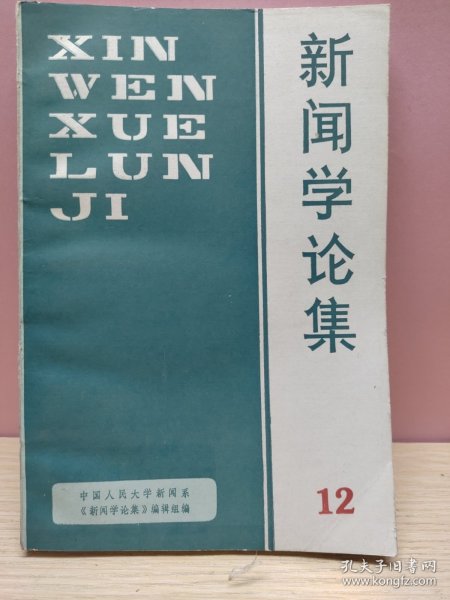 XIN
WEN
XUE
LUN
JI
新闻学论集
中国人民大学新闻系
《新闻学论集》编辑组编
12
孔夫子旧书网
www.kongfz.com